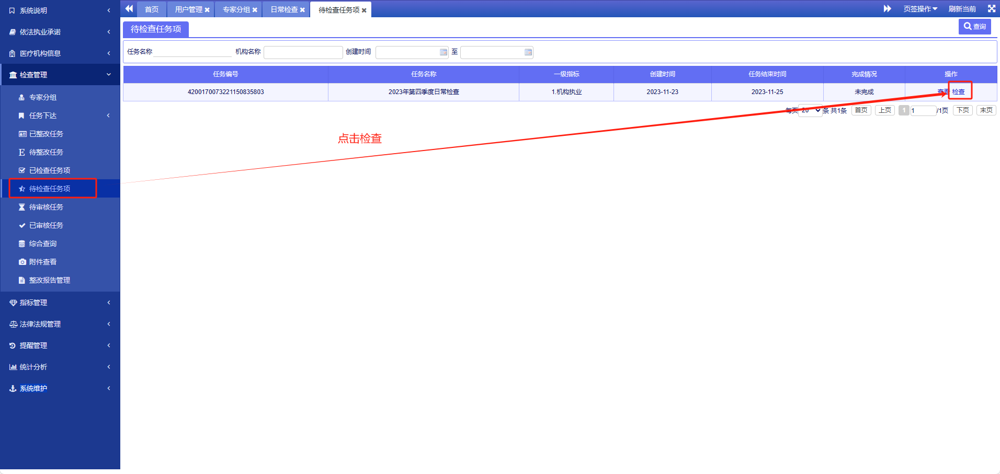 系统说明
依法执业承诺
医疗机构信息
检查管理
专家分组
任务下达
已整改任务
待整改任务
已检查任务项
待检查任务项
待审核任务
已审核任务
综合查询
附件查看
整改报告管理
指标管理
法律法规管理
提醒管理
统计分析
系统维护
首页 用户管理 专家分组 日常检查 待检查任务项 页签操作 刷新当前
待检查任务项 查询
任务名称 机构名称 创建时间 至
任务编号 任务名称 一级指标 创建时间 任务结束时间 完成情况 操作
4200170073221150835803 2023年第四季度日常检查 1.机构执业 2023-11-23 2023-11-25 未完成 查看 检查
每页 20 条 共1条 首页 上页 1 1 /1页 下页 末页
点击检查